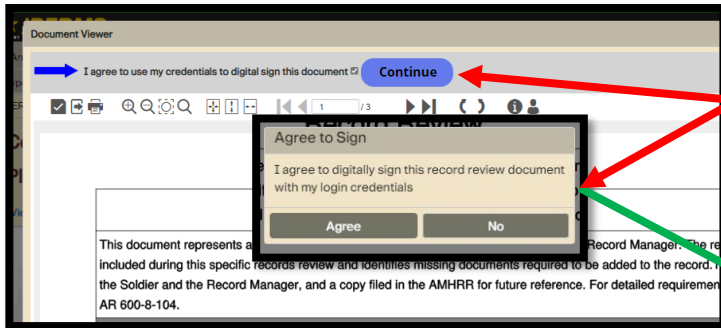 Document Viewer
I agree to use my credentials to digital sign this document
Continue
1 / 3
Record Review
Agree to Sign
I agree to digitally sign this record review document
with my login credentials
Agree No
This document represents a Record Manager. The re
included during this specific records review and identifies missing documents required to be added to the record.
the Soldier and the Record Manager, and a copy filed in the AMHRR for future reference. For detailed requiremen
AR 600-8-104.